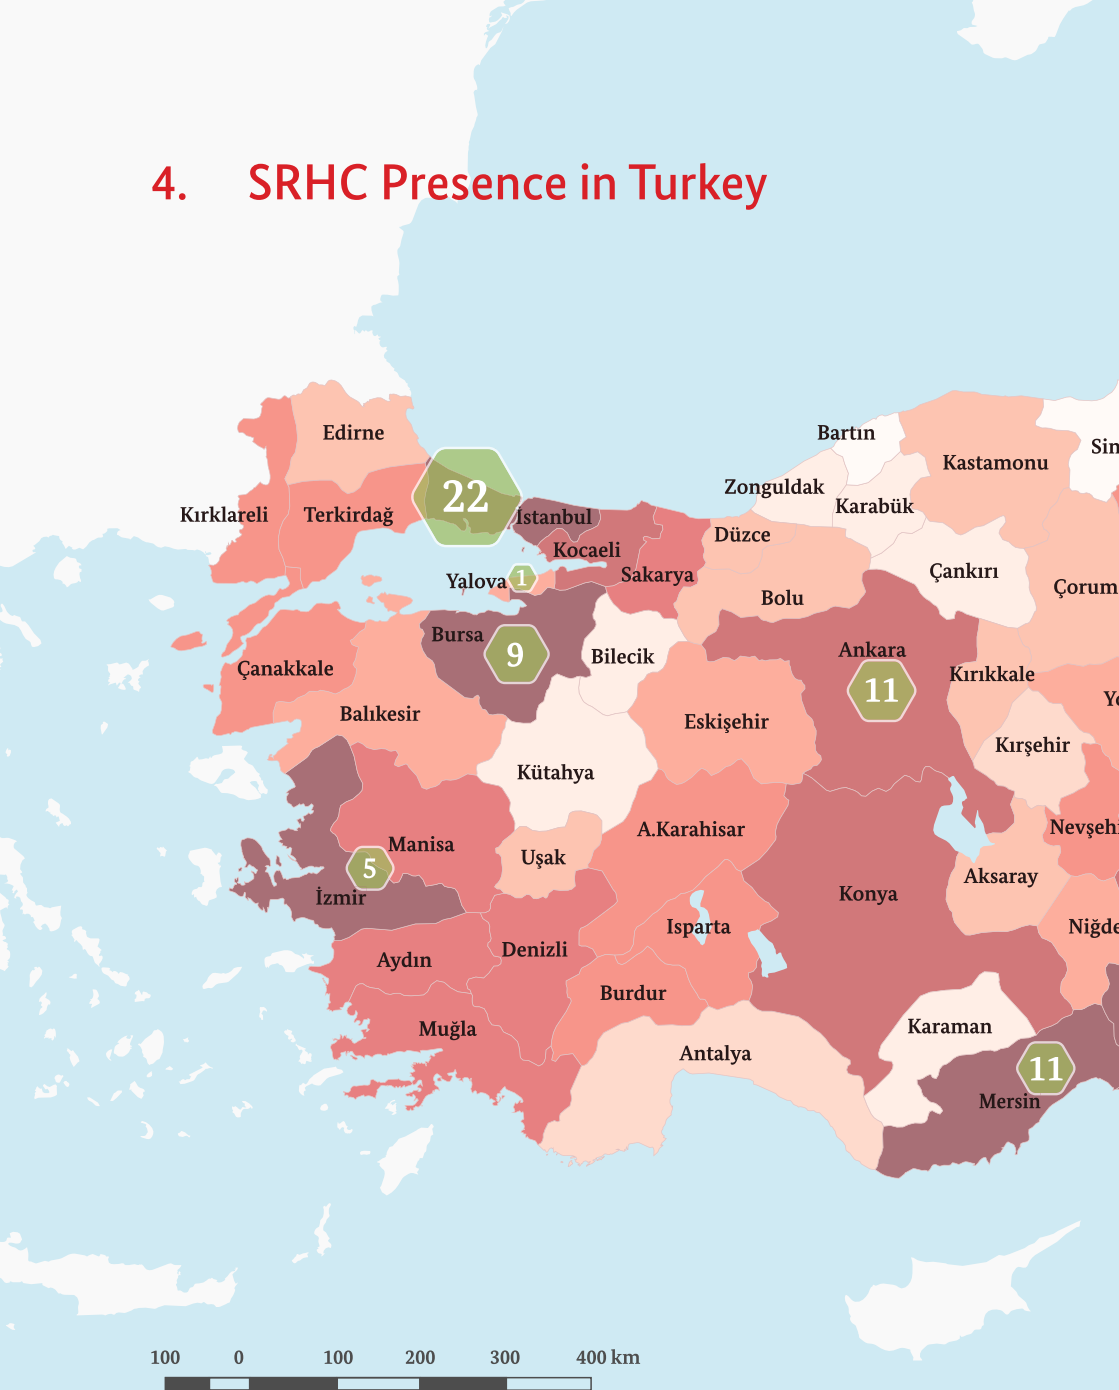 4. SRHC Presence in Turkey
Edirne
Bartın
Sin
Kastamonu
Zonguldak
22
Karabük
Kırklareli
Terkirdağ
Istanbul
Düzce
Kocaeli
Çankırı
Sakarya
Yalova
1
Çorum
Bolu
Bursa
9
Bilecik
Ankara
Çanakkale
Kırıkkale
11
Yo
Balıkesir
Eskişehir
Kırşehir
Kütahya
A.Karahisar
Nevşehi
Manisa
Uşak
5
Aksaray
İzmir
Konya
Isparta
Niğde
Denizli
Aydın
Burdur
Muğla
Karaman
Antalya
11
Mersin
100 0 100 200 300 400 km